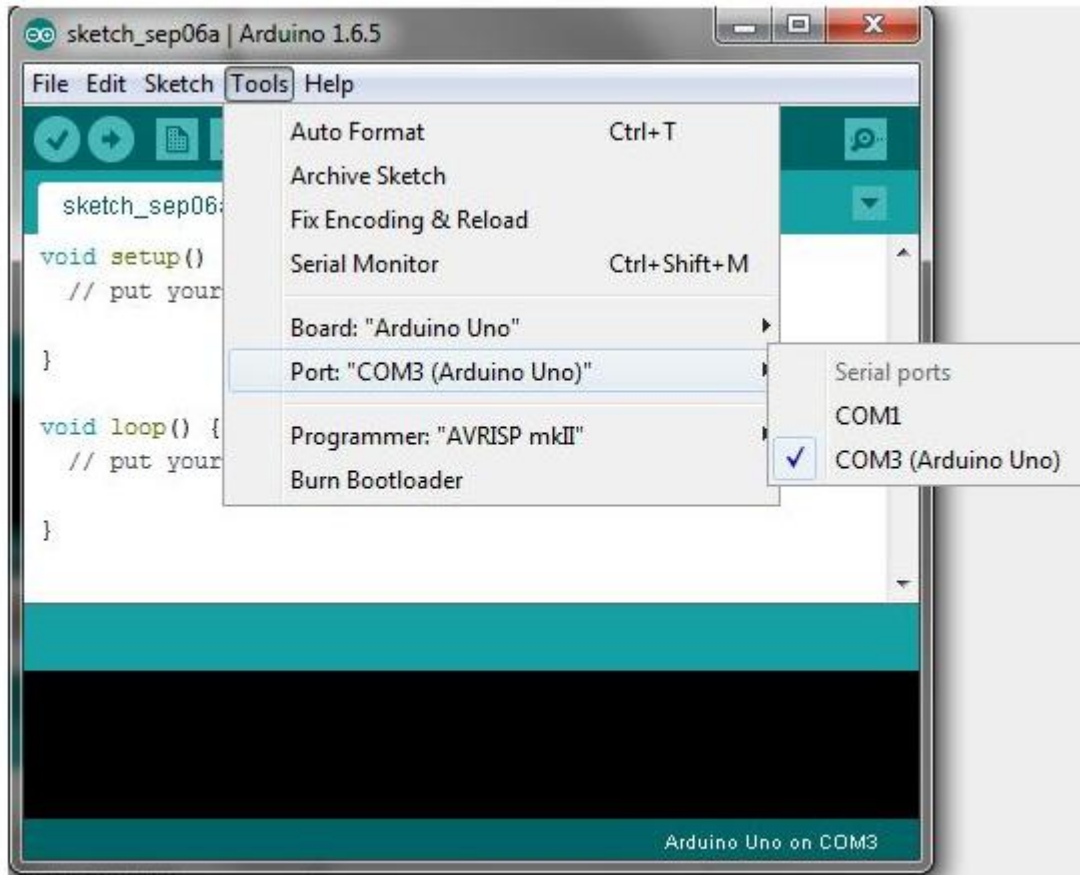 sketch_sep06a | Arduino 1.6.5
File Edit Sketch Tools Help
Auto Format Ctrl+T
Archive Sketch
Fix Encoding & Reload
Serial Monitor Ctrl+Shift+M
Board: "Arduino Uno"
Port: "COM3 (Arduino Uno)"
Programmer: "AVRISP mkII"
Burn Bootloader
Serial ports
COM1
COM3 (Arduino Uno)
sketch_sep06a
void setup()
// put your
}
void loop() {
// put your
}
Arduino Uno on COM3